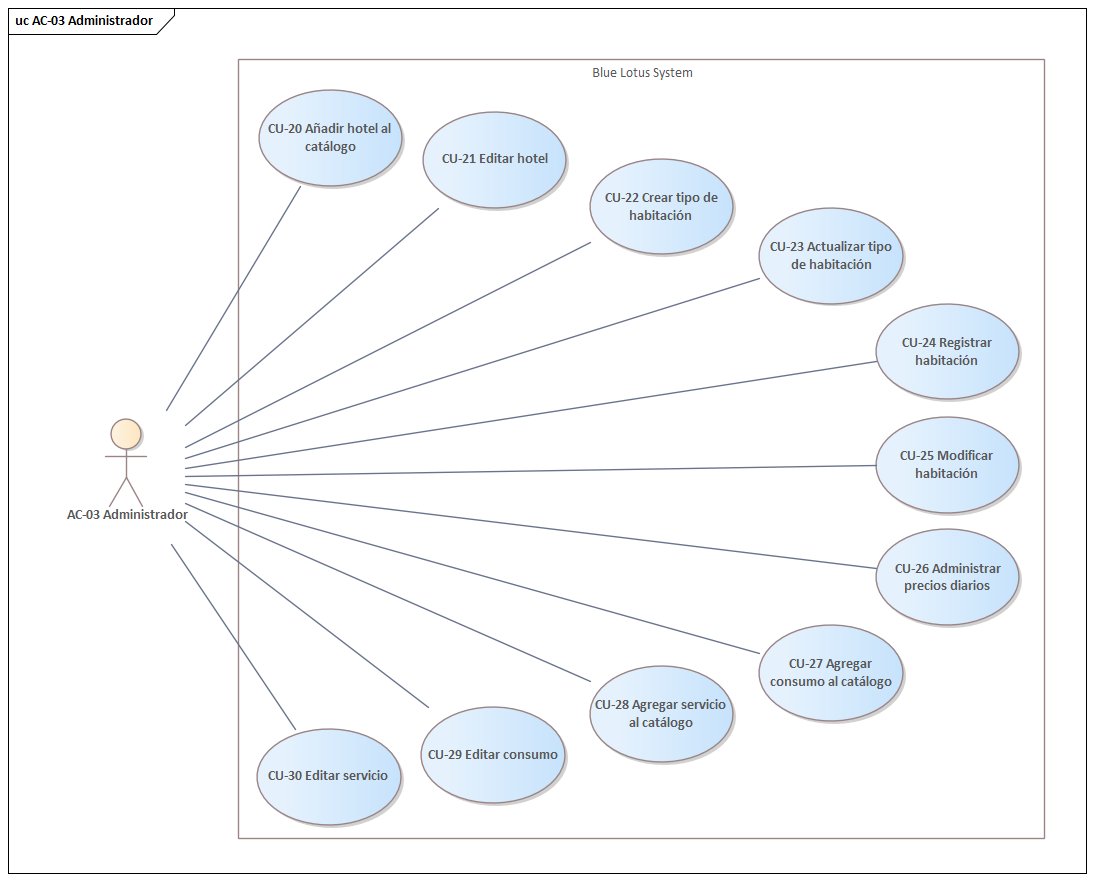 uc AC-03 Administrador
Blue Lotus System
CU-20 Añadir hotel al
catálogo
CU-21 Editar hotel
CU-22 Crear tipo de
habitación
CU-23 Actualizar tipo
de habitación
CU-24 Registrar
habitación
CU-25 Modificar
habitación
AC-03 Administrador
CU-26 Administrar
precios diarios
CU-27 Agregar
consumo al catálogo
CU-28 Agregar servicio
al catálogo
CU-29 Editar consumo
CU-30 Editar servicio